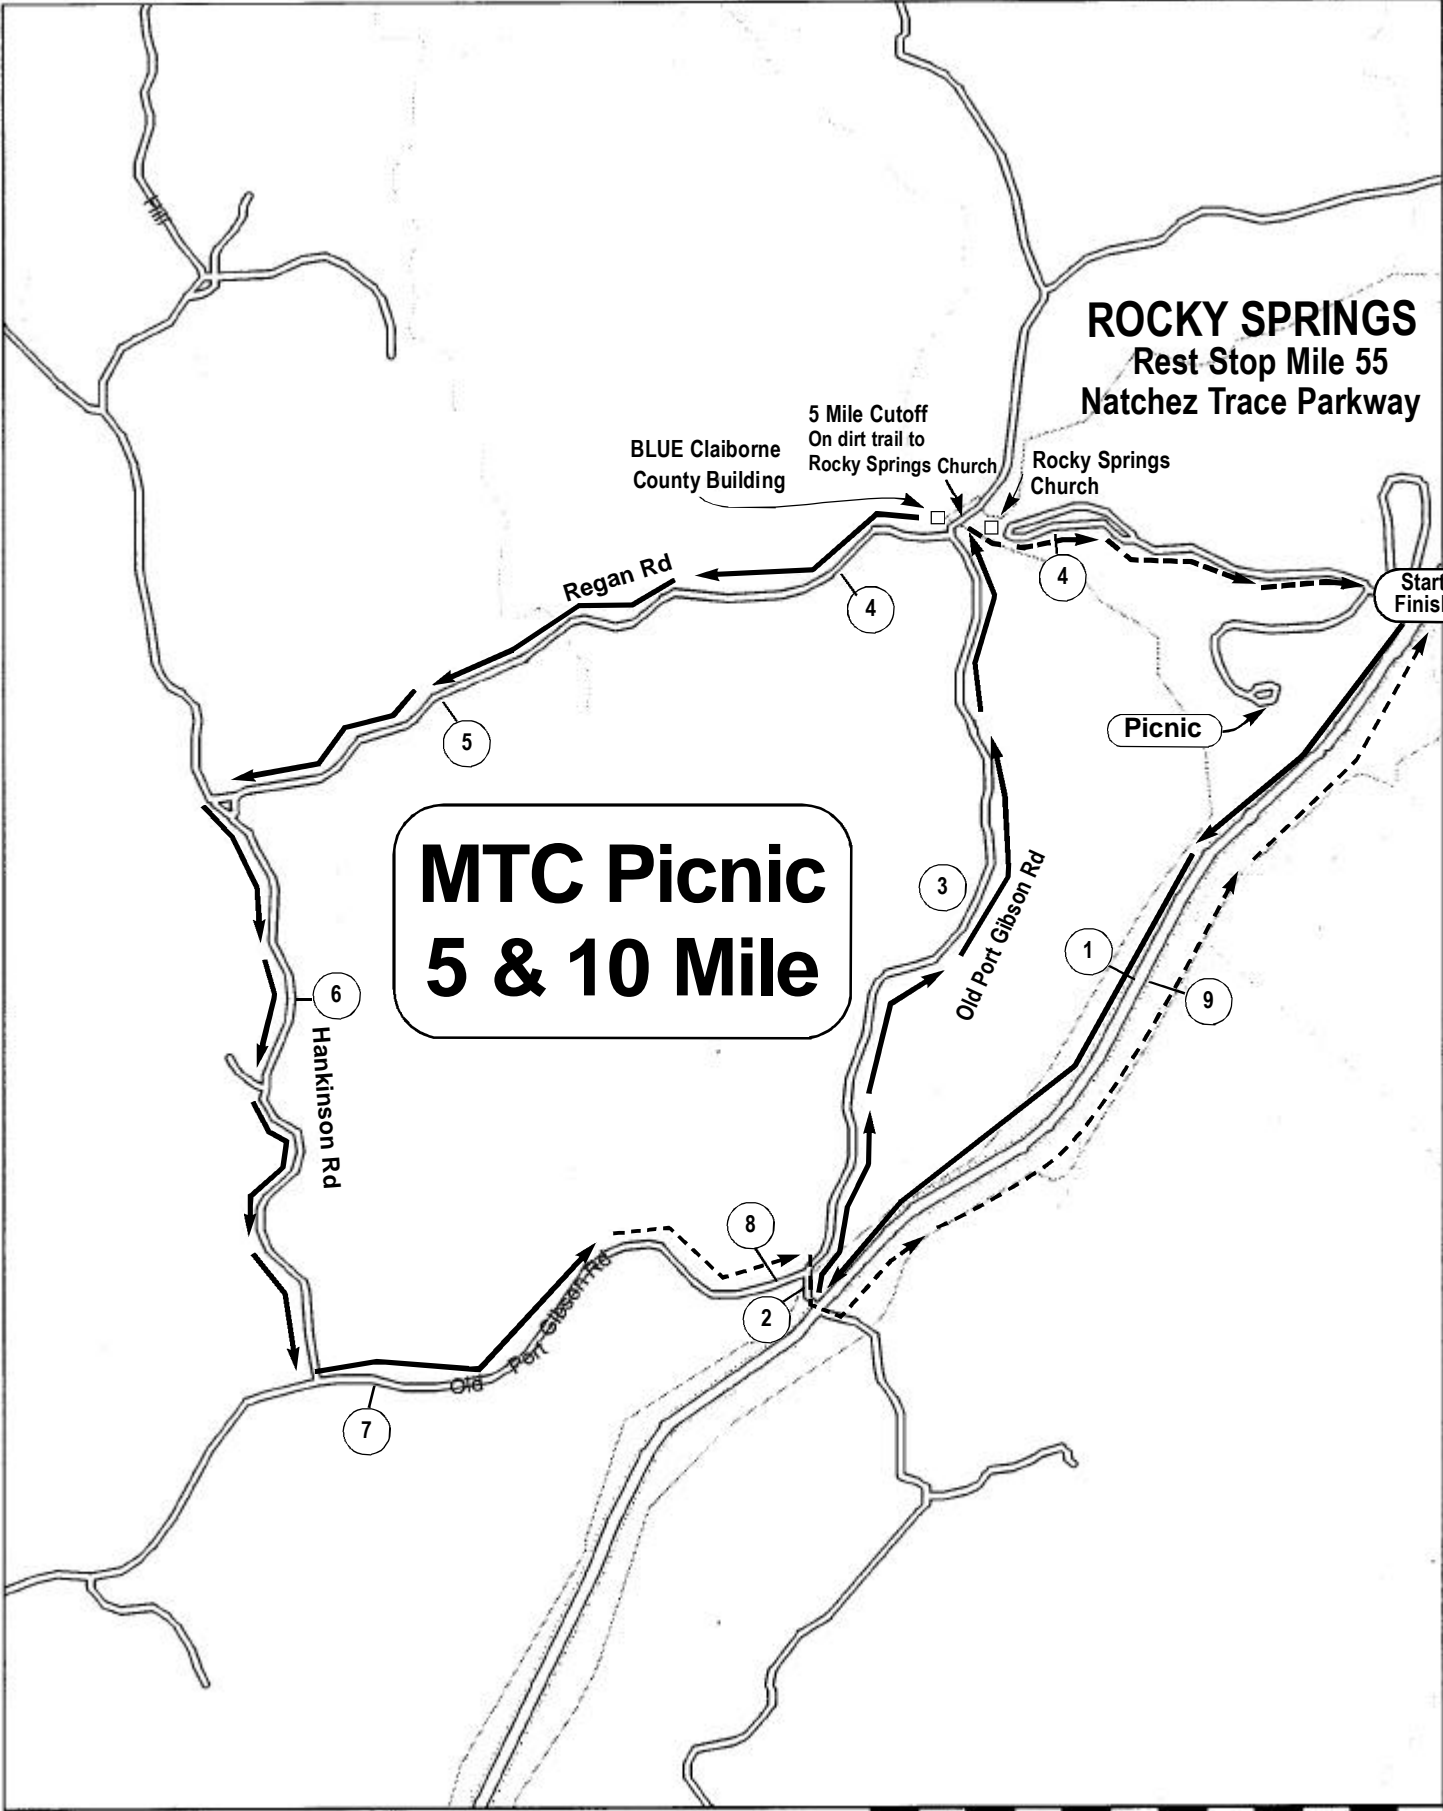 Hill
ROCKY SPRINGS
Rest Stop Mile 55
Natchez Trace Parkway
5 Mile Cutoff
On dirt trail to
Rocky Springs Church
BLUE Claiborne
County Building
Rocky Springs
Church
Regan Rd
4
4
Start
Finish
5
Picnic
MTC Picnic
5 & 10 Mile
3
Old Port Gibson Rd
1
9
6
Hankinson Rd
8
2
Old Port Gibson Rd
7